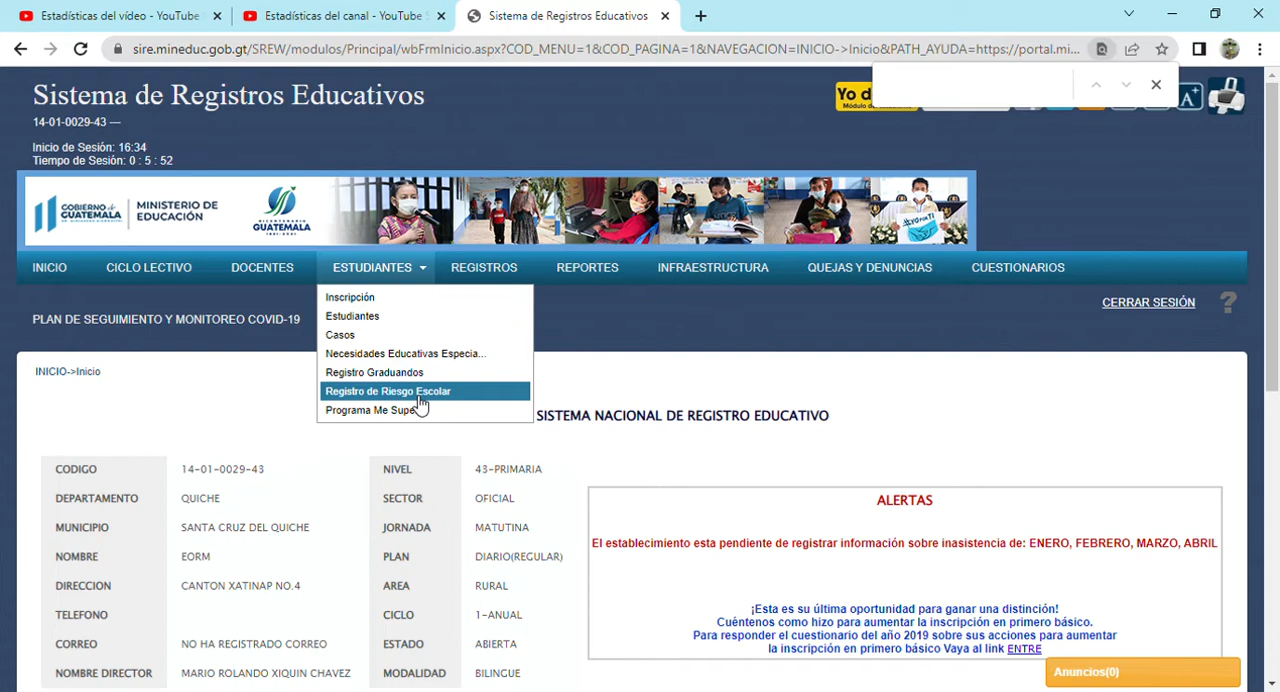 Estadísticas del vídeo - YouTube
Estadísticas del canal - YouTube S
Sistema de Registros Educativos
sire.mineduc.gob.gt/SREW/modulos/Principal/wbFrmInicio.aspx?COD_MENU=1&COD_PAGINA=1&NAVEGACION=INICIO->Inicio&PATH_AYUDA=https://portal.mi...
Sistema de Registros Educativos
Yo d
A+
14-01-0029-43 —
Inicio de Sesión: 16:34
Tiempo de Sesión: 0 : 5 : 52
GOBIERNO de GUATEMALA
MINISTERIO DE EDUCACIÓN
BICENTENARIO GUATEMALA
INICIO CICLO LECTIVO DOCENTES ESTUDIANTES REGISTROS REPORTES INFRAESTRUCTURA QUEJAS Y DENUNCIAS CUESTIONARIOS
Inscripción
Estudiantes
Casos
Necesidades Educativas Especia...
Registro Graduandos
Registro de Riesgo Escolar
Programa Me Supe
CERRAR SESIÓN ?
PLAN DE SEGUIMIENTO Y MONITOREO COVID-19
INICIO->Inicio
SISTEMA NACIONAL DE REGISTRO EDUCATIVO
CODIGO 14-01-0029-43 NIVEL 43-PRIMARIA
DEPARTAMENTO QUICHE SECTOR OFICIAL
MUNICIPIO SANTA CRUZ DEL QUICHE JORNADA MATUTINA
NOMBRE EORM PLAN DIARIO(REGULAR)
DIRECCION CANTON XATINAP NO.4 AREA RURAL
TELEFONO CICLO 1-ANUAL
CORREO NO HA REGISTRADO CORREO ESTADO ABIERTA
NOMBRE DIRECTOR MARIO ROLANDO XIQUIN CHAVEZ MODALIDAD BILINGUE
ALERTAS
El establecimiento esta pendiente de registrar información sobre inasistencia de: ENERO, FEBRERO, MARZO, ABRIL
¡Esta es su última oportunidad para ganar una distinción!
Cuéntenos como hizo para aumentar la inscripción en primero básico.
Para responder el cuestionario del año 2019 sobre sus acciones para aumentar
la inscripción en primero básico Vaya al link ENTRE
Anuncios(0)